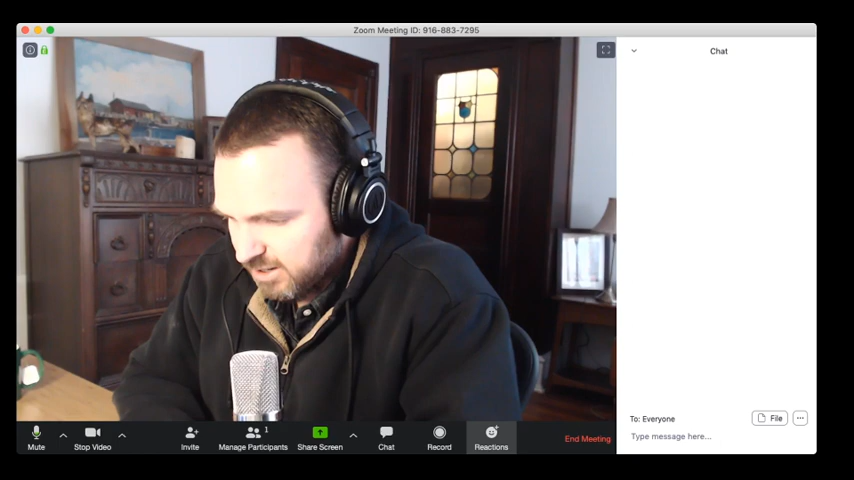 Zoom Meeting ID: 916-883-7295
Chat
To: Everyone
File
Type message here...
Mute
Stop Video
Invite
1
Manage Participants
Share Screen
Chat
Record
Reactions
End Meeting